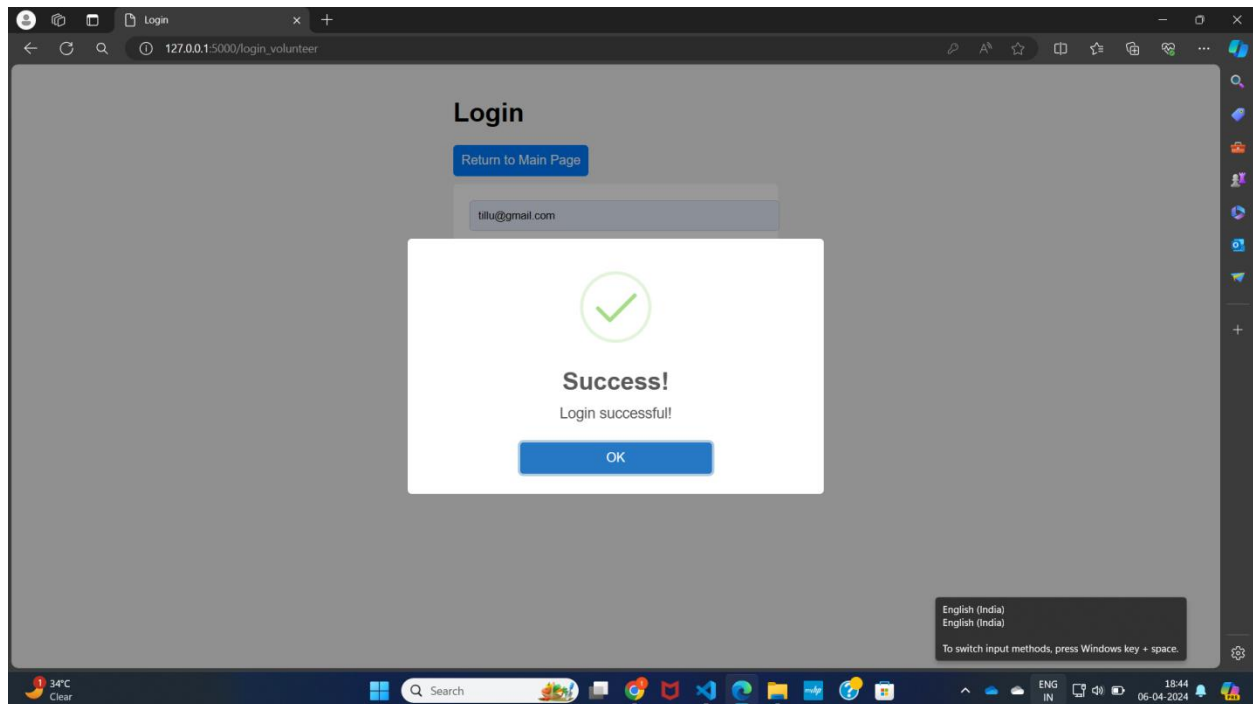 Login
127.0.0.1:5000/login_volunteer
Login
Return to Main Page
tillu@gmail.com
Success!
Login successful!
OK
English (India)
English (India)
To switch input methods, press Windows key + space.
1
34°C
Clear
Search
ENG
IN
18:44
06-04-2024